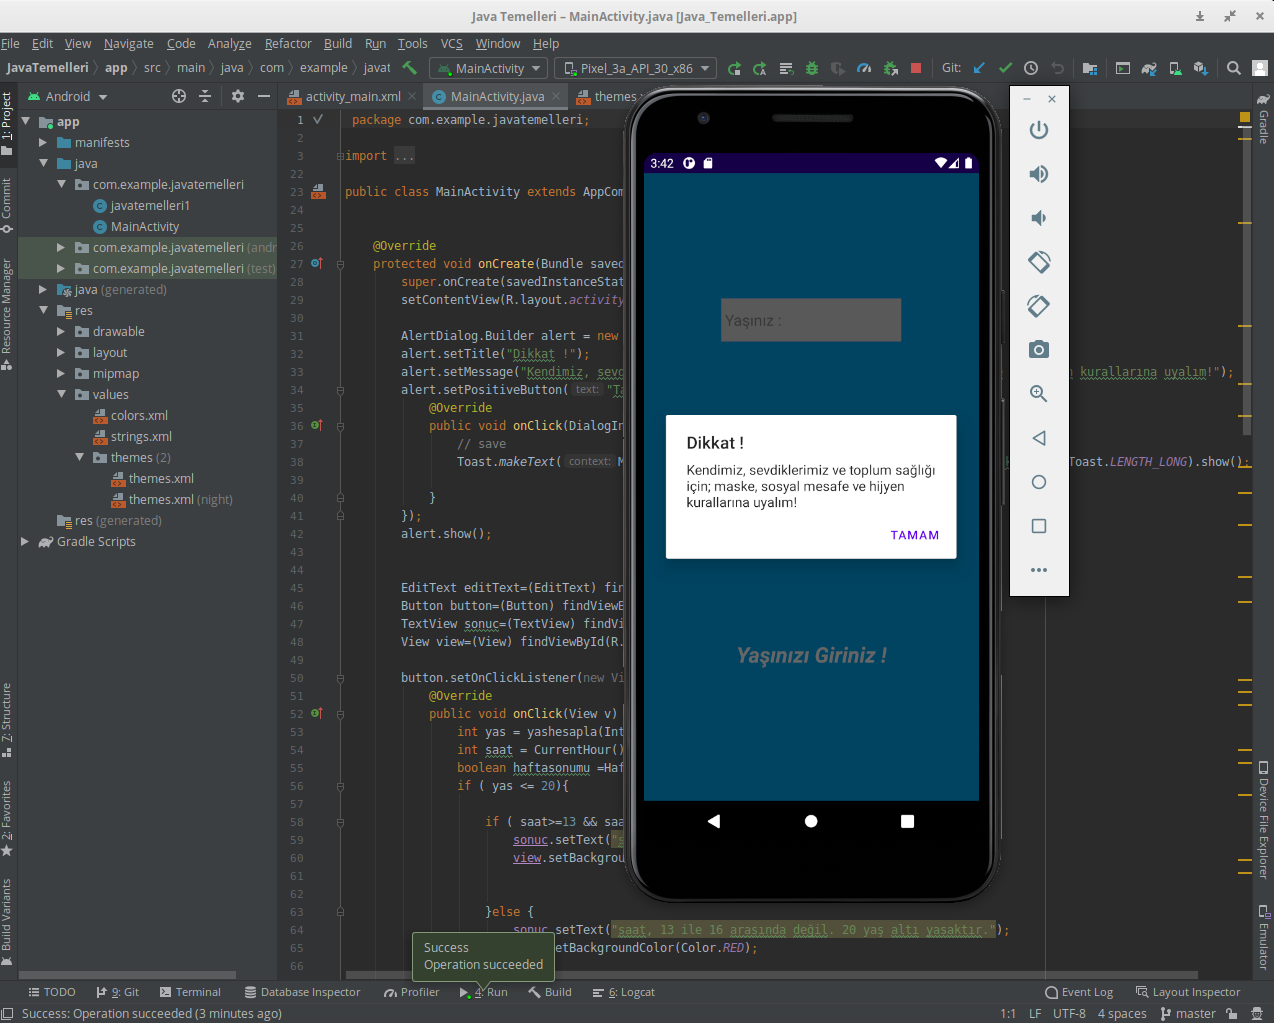 Java Temelleri – MainActivity.java [Java_Temelleri.app]
File Edit View Navigate Code Analyze Refactor Build Run Tools VCS Window Help
JavaTemelleri app src main java com example javat
MainActivity
Pixel_3a_API_30_x86
Git:
Android
activity_main.xml
MainActivity.java
themes
1: Project
Commit
Resource Manager
7: Structure
2: Favorites
Build Variants
app
manifests
java
com.example.javatemelleri
javatemelleri1
MainActivity
com.example.javatemelleri (andr
com.example.javatemelleri (test)
java (generated)
res
drawable
layout
mipmap
values
colors.xml
strings.xml
themes (2)
themes.xml
themes.xml (night)
res (generated)
Gradle Scripts
1 package com.example.javatemelleri;
2
3 import ...
22
23 public class MainActivity extends AppCom
24
25
26 @Override
27 protected void onCreate(Bundle saved
28 super.onCreate(savedInstanceStat
29 setContentView(R.layout.activity
30
31 AlertDialog.Builder alert = new
32 alert.setTitle("Dikkat !");
33 alert.setMessage("Kendimiz, sevd kurallarına uyalım!");
34 alert.setPositiveButton( text: "Ta
35 @Override
36 public void onClick(DialogIn
37 // save
38 Toast.makeText( context: M Toast.LENGTH_LONG).show();
39
40 }
41 });
42 alert.show();
43
44
45 EditText editText=(EditText) fin
46 Button button=(Button) findViewB
47 TextView sonuc=(TextView) findVi
48 View view=(View) findViewById(R.
49
50 button.setOnClickListener(new Vi
51 @Override
52 public void onClick(View v)
53 int yas = yashesapla(Int
54 int saat = CurrentHour()
55 boolean haftasonumu =Haf
56 if ( yas <= 20){
57
58 if ( saat>=13 && saa
59 sonuc.setText("s
60 view.setBackgrou
61
62
63 }else {
64 sonuc.setText("saat, 13 ile 16 arasında değil. 20 yaş altı yasaktır.");
65 etBackgroundColor(Color.RED);
66
3:42
Yaşınız :
Dikkat !
Kendimiz, sevdiklerimiz ve toplum sağlığı
için; maske, sosyal mesafe ve hijyen
kurallarına uyalım!
TAMAM
Yaşınızı Giriniz !
Gradle
Device File Explorer
Emulator
Success
Operation succeeded
TODO 9: Git Terminal Database Inspector Profiler 4: Run Build 6: Logcat Event Log Layout Inspector
Success: Operation succeeded (3 minutes ago) 1:1 LF UTF-8 4 spaces master